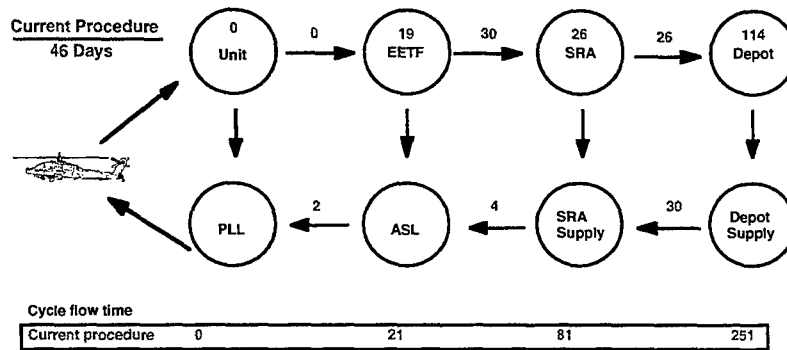 Current Procedure
46 Days
0
Unit
0
19
EETF
30
26
SRA
26
114
Depot
PLL
2
ASL
4
SRA
Supply
30
Depot
Supply
Cycle flow time
Current procedure 0 21 81 251